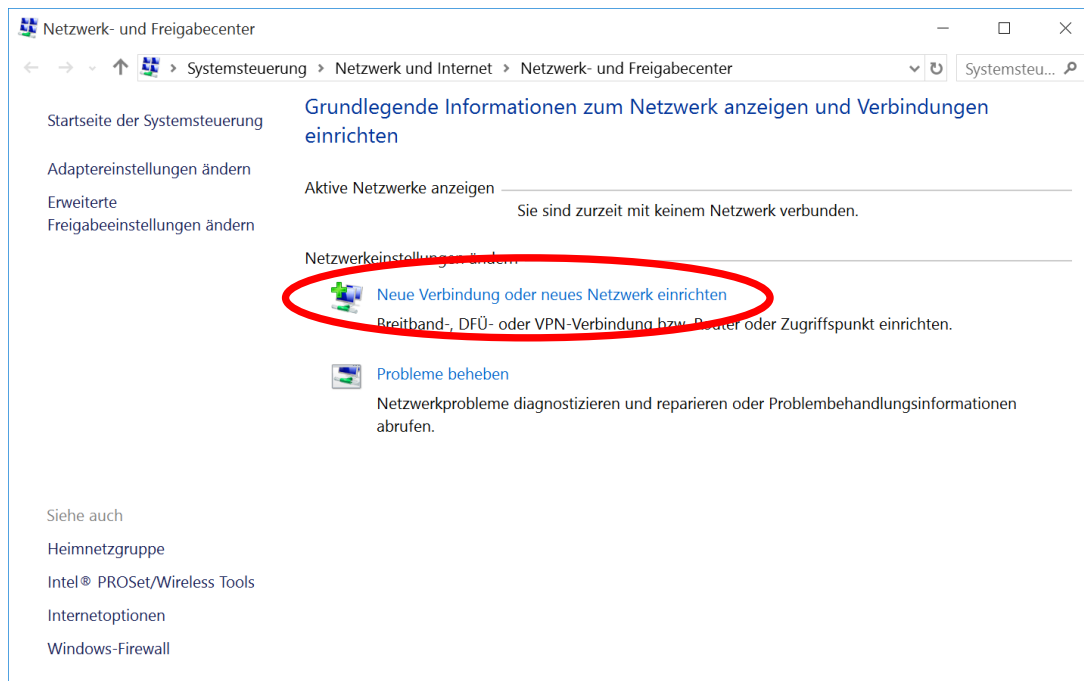 Netzwerk- und Freigabecenter
Systemsteuerung > Netzwerk und Internet > Netzwerk- und Freigabecenter
Systemsteu...
Startseite der Systemsteuerung
Adaptereinstellungen ändern
Erweiterte
Freigabeeinstellungen ändern
Grundlegende Informationen zum Netzwerk anzeigen und Verbindungen
einrichten
Aktive Netzwerke anzeigen
Sie sind zurzeit mit keinem Netzwerk verbunden.
Netzwerkeinstellungen ändern
Neue Verbindung oder neues Netzwerk einrichten
Breitband-, DFÜ- oder VPN-Verbindung bzw. Router oder Zugriffspunkt einrichten.
Probleme beheben
Netzwerkprobleme diagnostizieren und reparieren oder Problembehandlungsinformationen
abrufen.
Siehe auch
Heimnetzgruppe
Intel® PROSet/Wireless Tools
Internetoptionen
Windows-Firewall